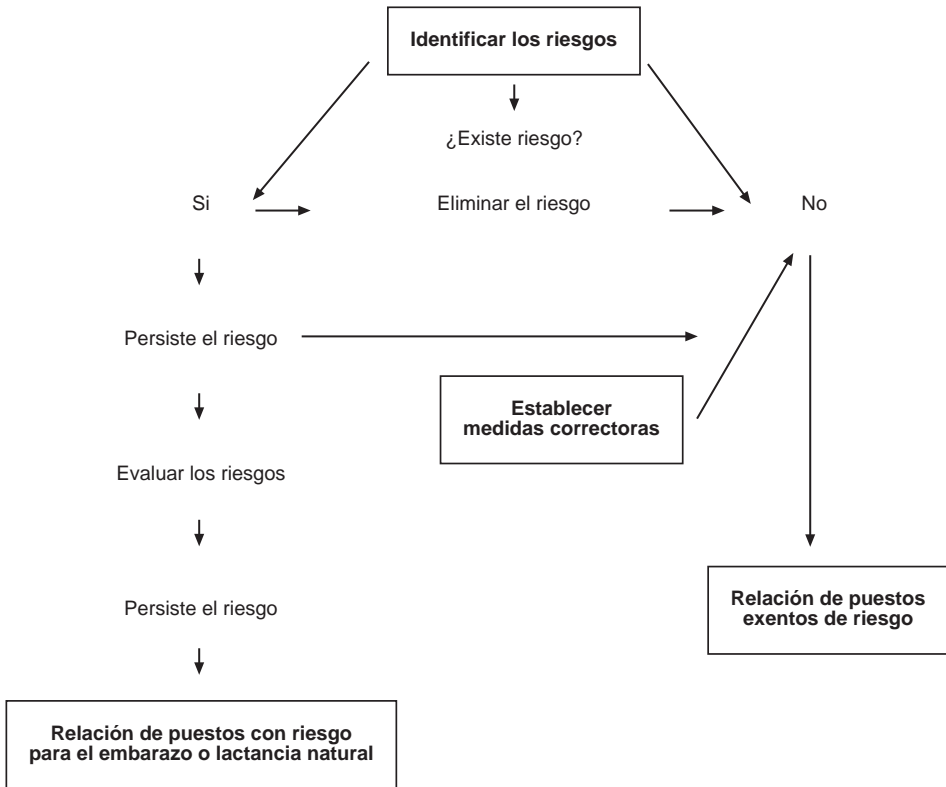 Identificar los riesgos
¿Existe riesgo?
Si
Eliminar el riesgo
No
Persiste el riesgo
Establecer
medidas correctoras
Evaluar los riesgos
Persiste el riesgo
Relación de puestos
exentos de riesgo
Relación de puestos con riesgo
para el embarazo o lactancia natural